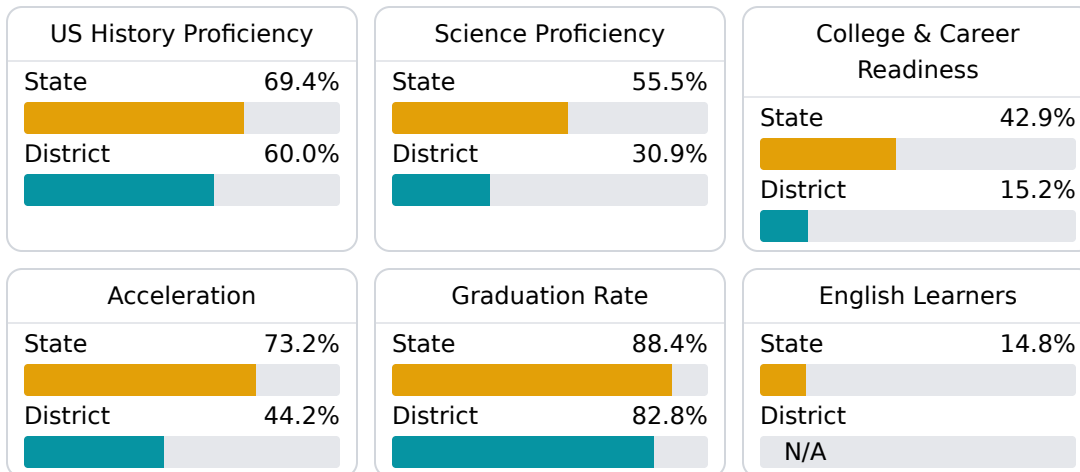 US History Proficiency
State 69.4%
District 60.0%
Science Proficiency
State 55.5%
District 30.9%
College & Career
Readiness
State 42.9%
District 15.2%
Acceleration
State 73.2%
District 44.2%
Graduation Rate
State 88.4%
District 82.8%
English Learners
State 14.8%
District
N/A